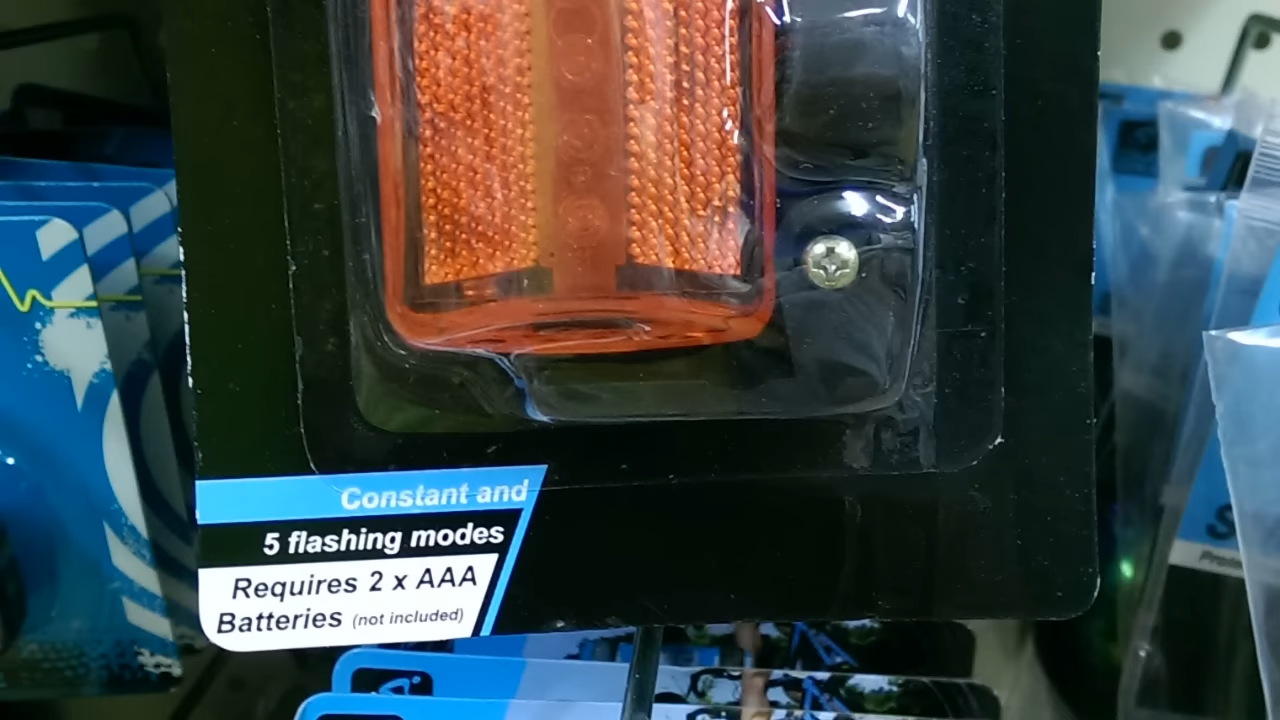 Constant and
5 flashing modes
Requires 2 x AAA
Batteries (not included)